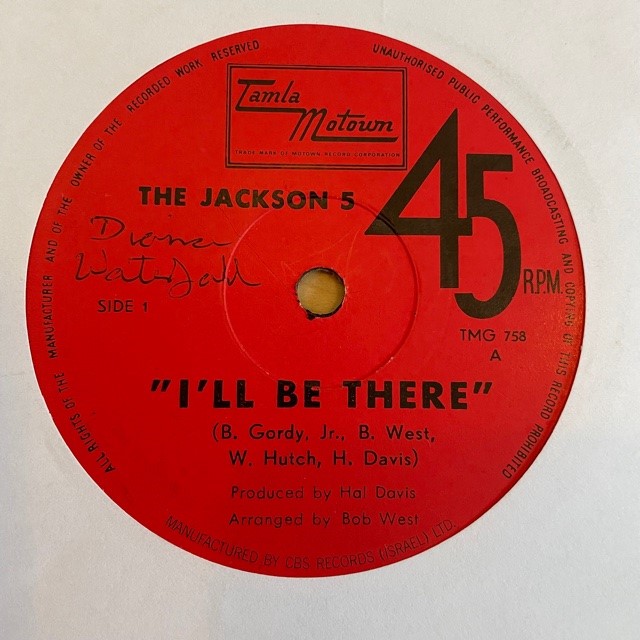 ALL RIGHTS OF THE MANUFACTURER AND OF THE OWNER OF THE RECORDED WORK RESERVED
UNAUTHORISED PUBLIC PERFORMANCE BROADCASTING AND COPYING OF THIS RECORD PROHIBITED
Tamla
Motown
TRADE MARK OF MOTOWN RECORD CORPORATION
THE JACKSON 5
45
R.P.M.
Diana
Waterfall
SIDE 1
TMG 758
A
"I'LL BE THERE"
(B. Gordy, Jr., B. West,
W. Hutch, H. Davis)
Produced by Hal Davis
Arranged by Bob West
MANUFACTURED BY CBS RECORDS (ISRAEL) LTD.